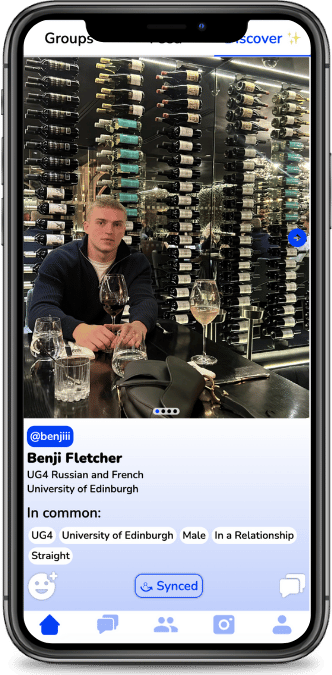 Groups
Discover ✨
@benjiii
Benji Fletcher
UG4 Russian and French
University of Edinburgh
In common:
UG4 University of Edinburgh Male In a Relationship
Straight
Synced